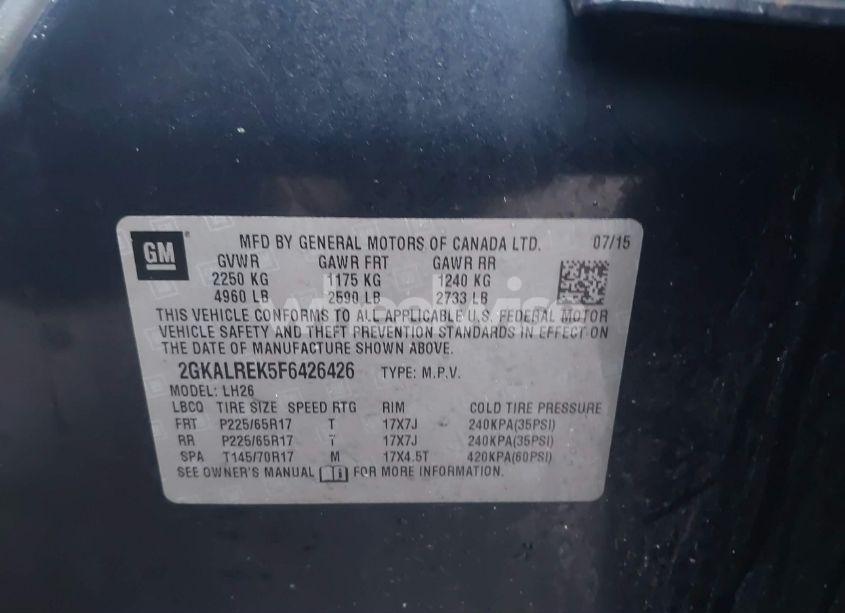 GM
MFD BY GENERAL MOTORS OF CANADA LTD. 07/15
GVWR GAWR FRT GAWR RR
2250 KG 1175 KG 1240 KG
4960 LB 2590 LB 2733 LB
THIS VEHICLE CONFORMS TO ALL APPLICABLE U.S. FEDERAL MOTOR
VEHICLE SAFETY AND THEFT PREVENTION STANDARDS IN EFFECT ON
THE DATE OF MANUFACTURE SHOWN ABOVE.
2GKALREK5F6426426 TYPE: M.P.V.
MODEL: LH26
LBCQ TIRE SIZE SPEED RTG RIM COLD TIRE PRESSURE
FRT P225/65R17 T 17X7J 240KPA(35PSI)
RR P225/65R17 T 17X7J 240KPA(35PSI)
SPA T145/70R17 M 17X4.5T 420KPA(60PSI)
SEE OWNER'S MANUAL FOR MORE INFORMATION.